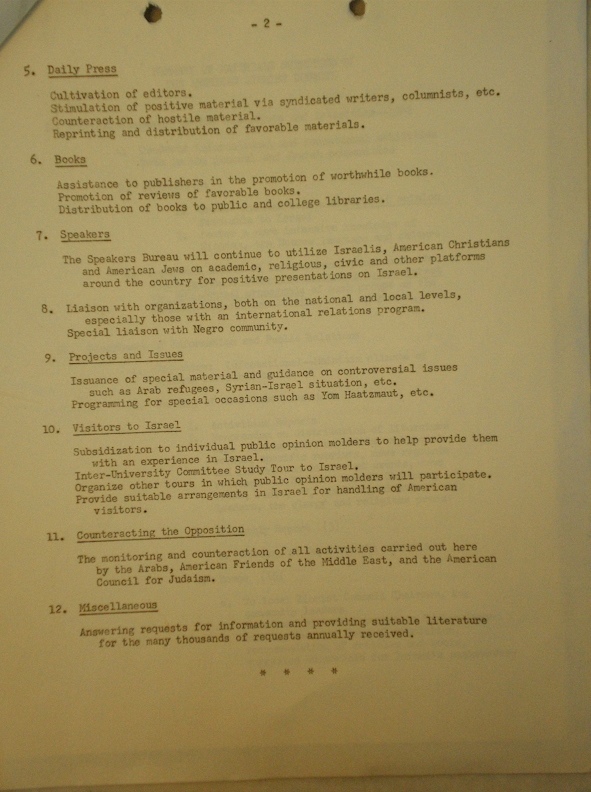 - 2 -
5. Daily Press
Cultivation of editors.
Stimulation of positive material via syndicated writers, columnists, etc.
Counteraction of hostile material.
Reprinting and distribution of favorable materials.
6. Books
Assistance to publishers in the promotion of worthwhile books.
Promotion of reviews of favorable books.
Distribution of books to public and college libraries.
7. Speakers
The Speakers Bureau will continue to utilize Israelis, American Christians
and American Jews on academic, religious, civic and other platforms
around the country for positive presentations on Israel.
8. Liaison with organizations, both on the national and local levels,
especially those with an international relations program.
Special liaison with Negro community.
9. Projects and Issues
Issuance of special material and guidance on controversial issues
such as Arab refugees, Syrian-Israel situation, etc.
Programming for special occasions such as Yom Haatzmaut, etc.
10. Visitors to Israel
Subsidization to individual public opinion molders to help provide them
with an experience in Israel.
Inter-University Committee Study Tour to Israel.
Organize other tours in which public opinion molders will participate.
Provide suitable arrangements in Israel for handling of American
visitors.
11. Counteracting the Opposition
The monitoring and counteraction of all activities carried out here
by the Arabs, American Friends of the Middle East, and the American
Council for Judaism.
12. Miscellaneous
Answering requests for information and providing suitable literature
for the many thousands of requests annually received.
* * * *